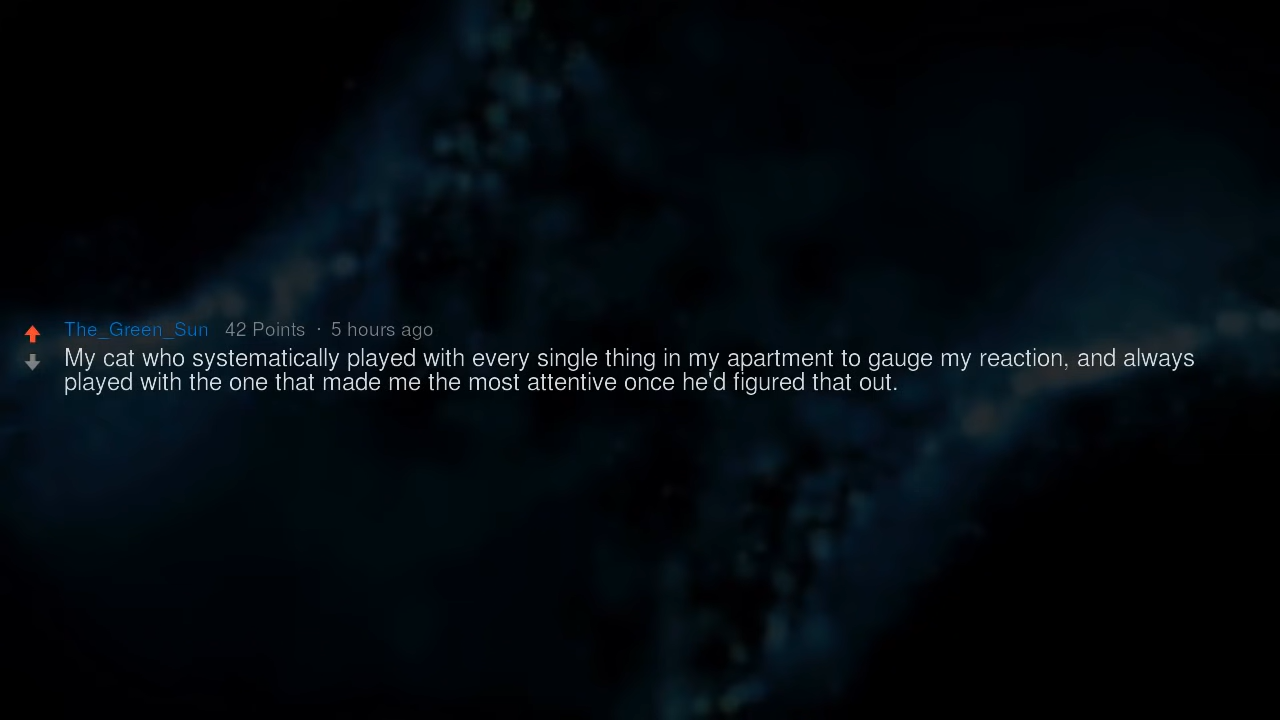 The_Green_Sun 42 Points · 5 hours ago
My cat who systematically played with every single thing in my apartment to gauge my reaction, and always
played with the one that made me the most attentive once he'd figured that out.